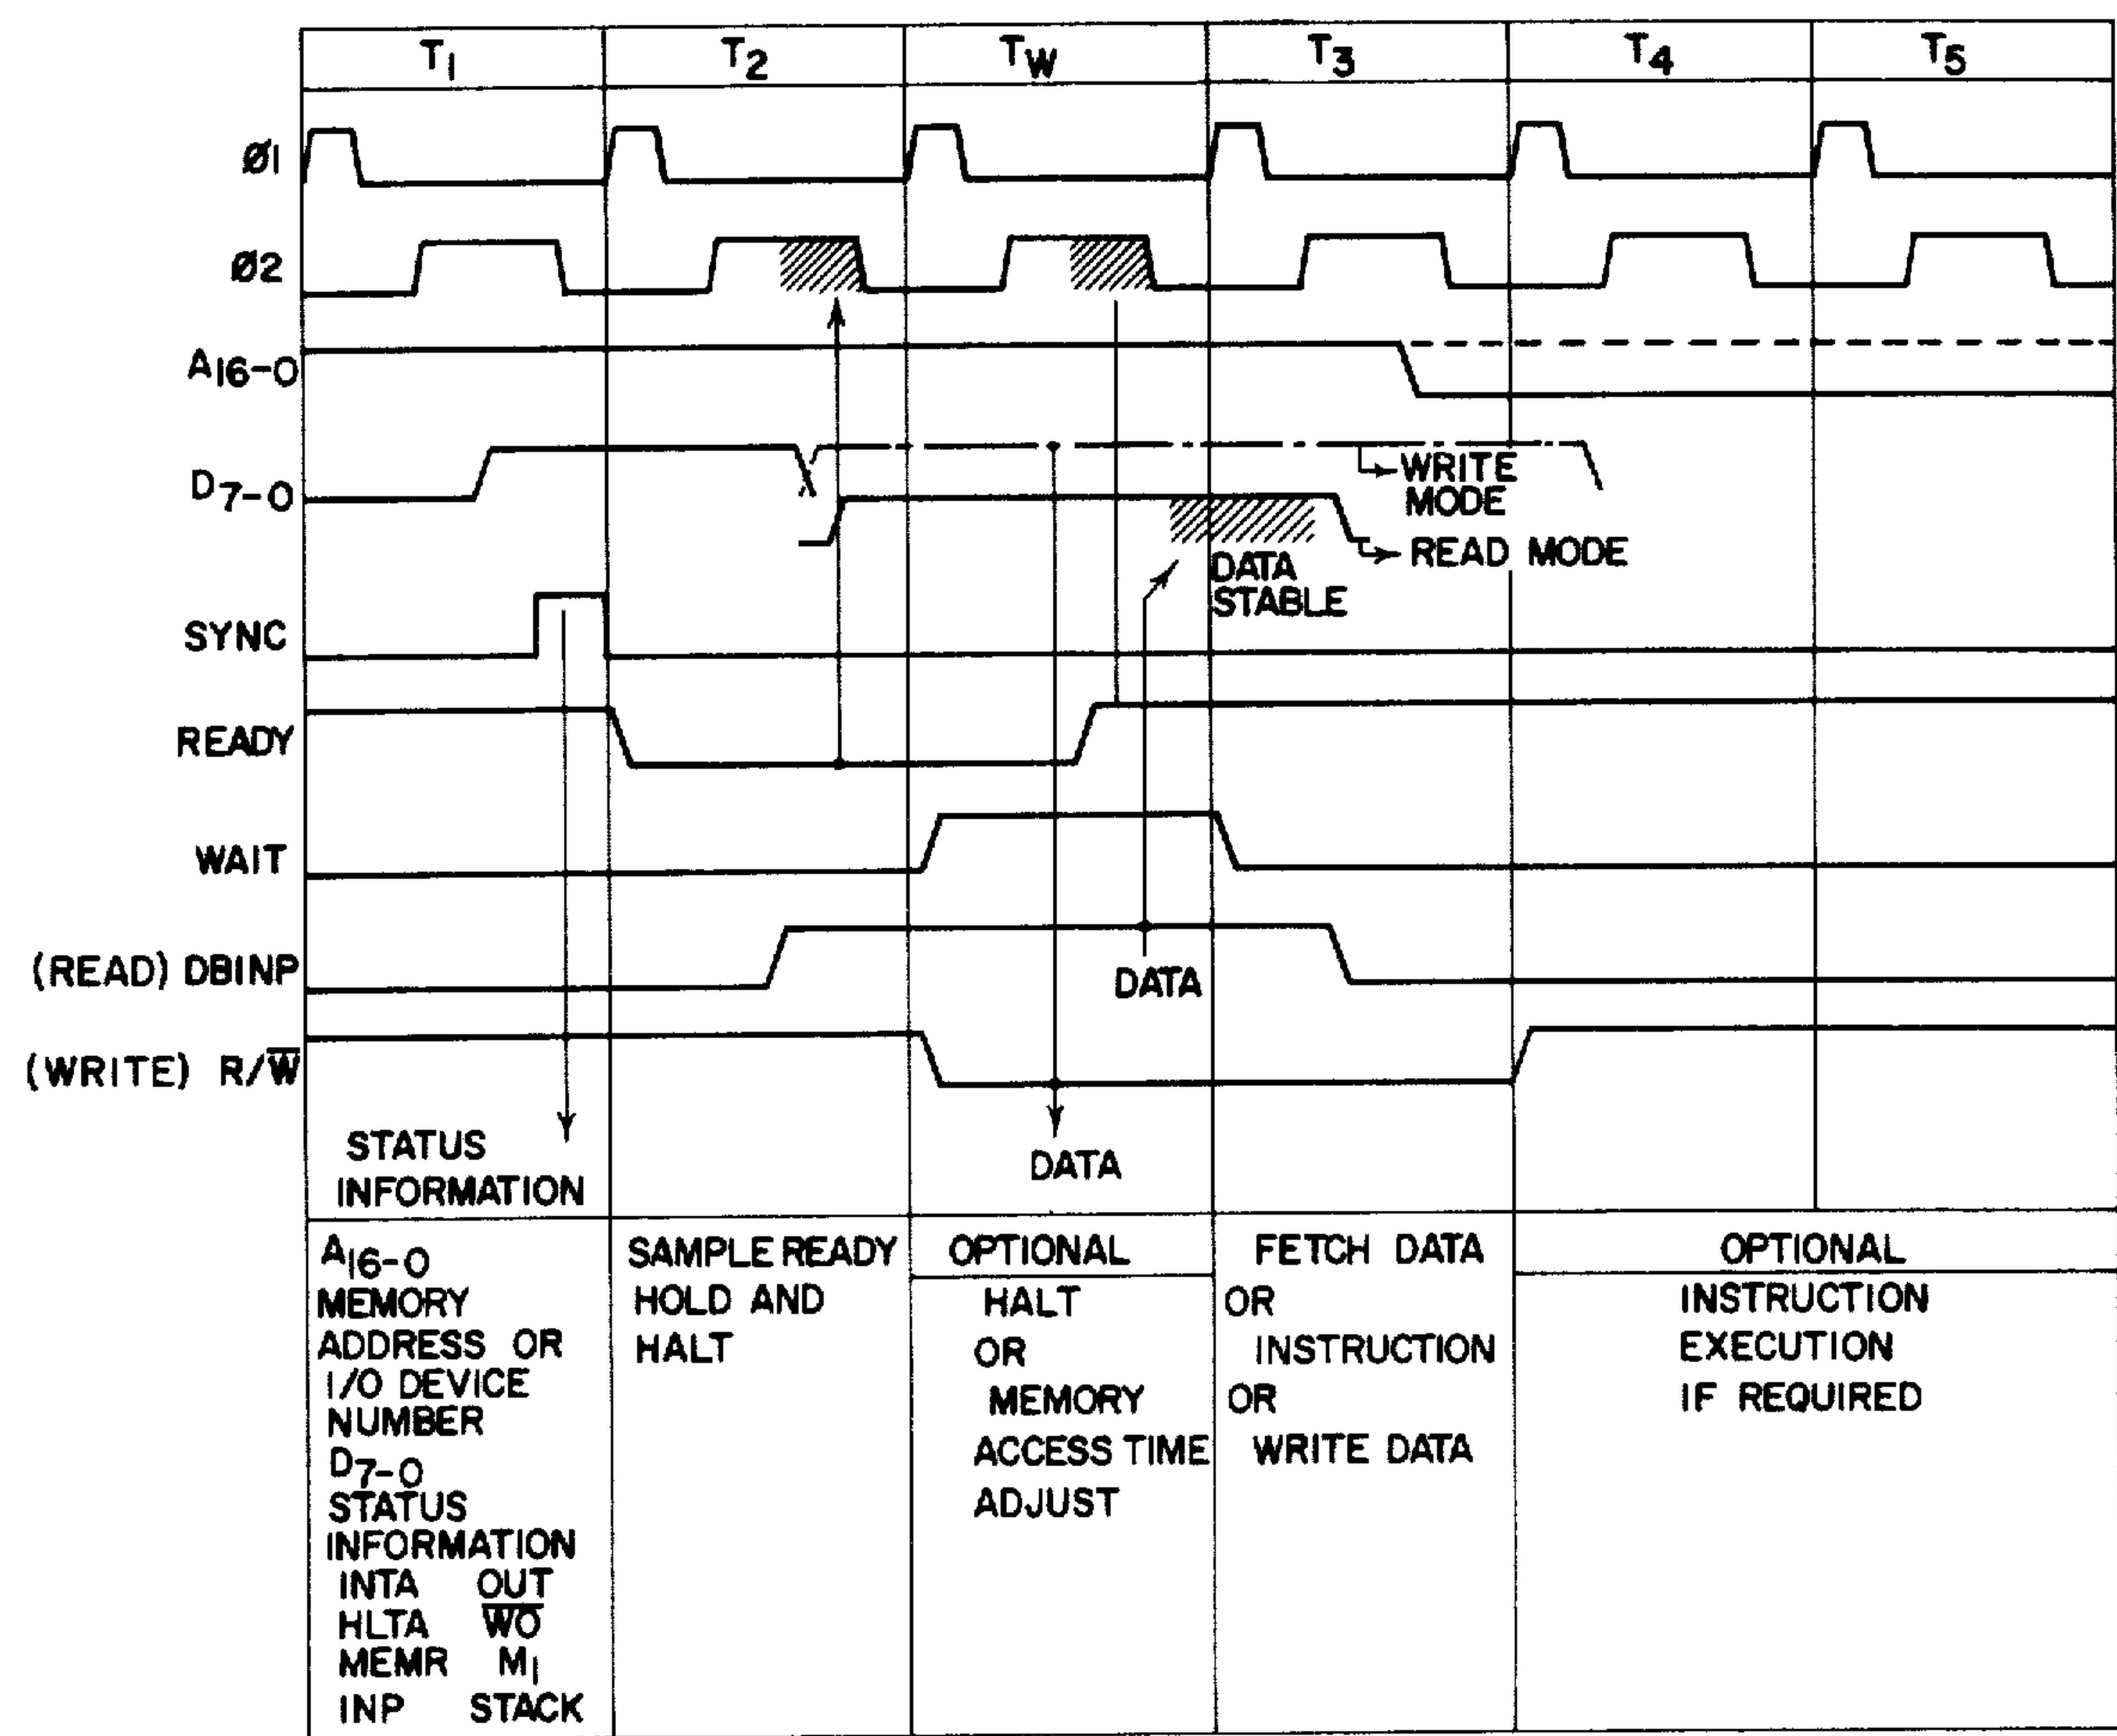 T1 T2 TW T3 T4 T5
Ø1
Ø2
A16-0
D7-0
WRITE
MODE
READ MODE
DATA
STABLE
SYNC
READY
WAIT
(READ) DBINP
DATA
(WRITE) R/W̅
STATUS
INFORMATION
DATA
A16-0
MEMORY
ADDRESS OR
I/O DEVICE
NUMBER
D7-0
STATUS
INFORMATION
INTA OUT
HLTA W̅O̅
MEMR M1
INP STACK
SAMPLE READY
HOLD AND
HALT
OPTIONAL
HALT
OR
MEMORY
ACCESS TIME
ADJUST
FETCH DATA
OR
INSTRUCTION
OR
WRITE DATA
OPTIONAL
INSTRUCTION
EXECUTION
IF REQUIRED